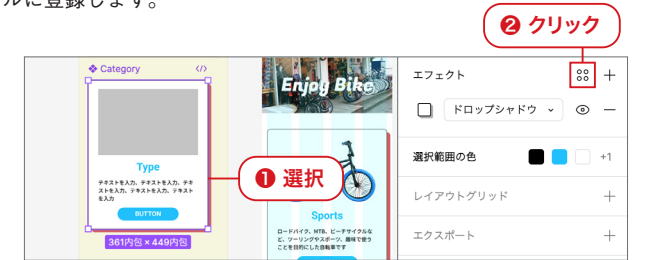 ルに登録します。
❷ クリック
Category
</>
Enjoy Bike
エフェクト
ドロップシャドウ
選択範囲の色
+1
レイアウトグリッド
エクスポート
❶ 選択
Type
テキストを入力、テキストを入力、テキ
ストを入力、テキストを入力、テキスト
を入力
BUTTON
361内包 × 449内包
Sports
ロードバイク、MTB、ビーチサイクルな
ど、ツーリングやスポーツ、趣味で使う
ことを目的にした自転車です